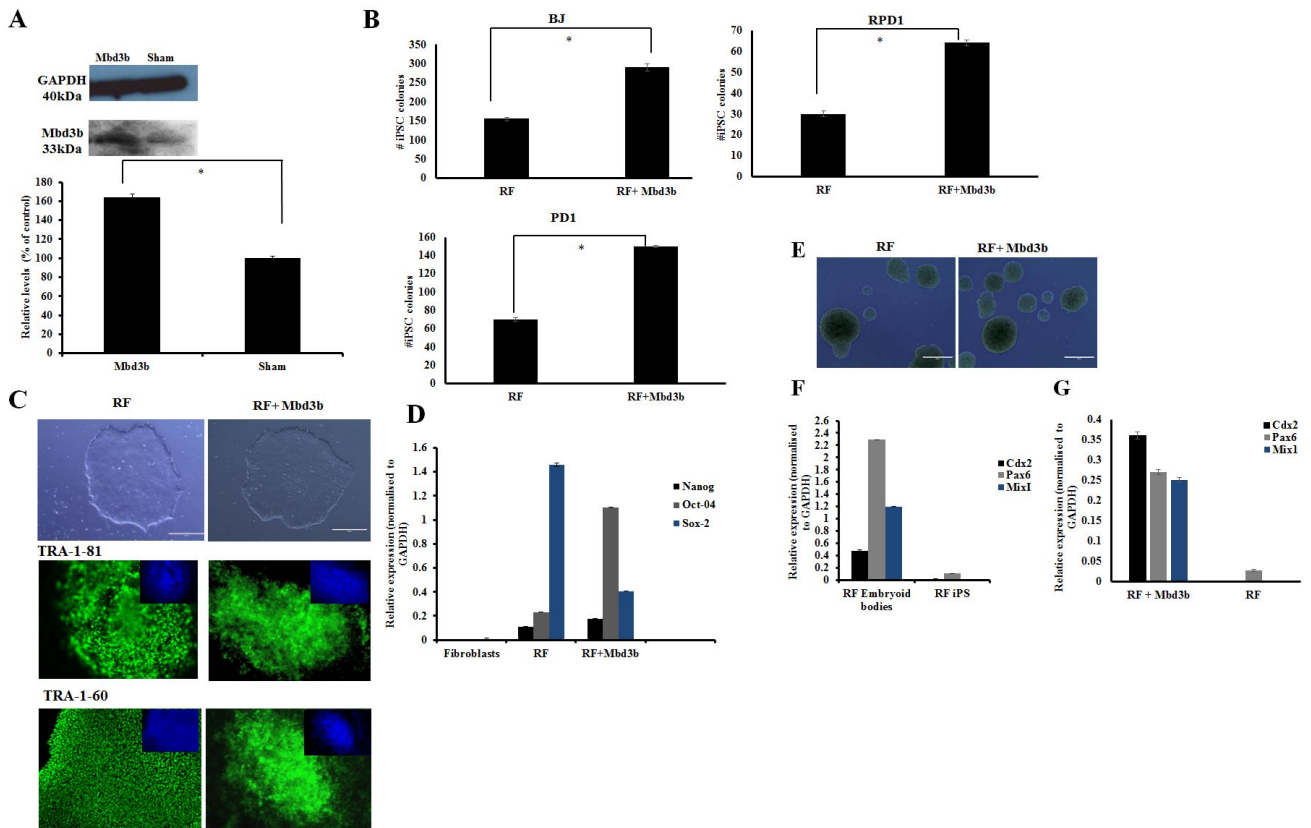 A
Mbd3b Sham
GAPDH
40kDa
Mbd3b
33kDa
*
Relative levels (% of control)
180
160
140
120
100
80
60
40
20
0
Mbd3b Sham
B
BJ
*
# iPSC colonies
350
300
250
200
150
100
50
0
RF RF+ Mbd3b
RPD1
*
#iPSC colonies
70
60
50
40
30
20
10
0
RF RF+Mbd3b
PD1
*
#iPSC colonies
160
140
120
100
80
60
40
20
0
RF RF+Mbd3b
C
RF RF+ Mbd3b
TRA-1-81
TRA-1-60
D
Relative expression (normalised to
GAPDH)
1.6
1.4
1.2
1
0.8
0.6
0.4
0.2
0
Fibroblasts RF RF+Mbd3b
Nanog
Oct-04
Sox-2
E
RF RF+ Mbd3b
F
Relative expression (normalised
to GAPDH)
2.6
2.4
2.2
2
1.8
1.6
1.4
1.2
1
0.8
0.6
0.4
0.2
0
RF Embryoid
bodies
RF iPS
Cdx2
Pax6
MixI
G
Relaticee expression (normalised to
GAPDH)
0.4
0.35
0.3
0.25
0.2
0.15
0.1
0.05
0
RF + Mbd3b RF
Cdx2
Pax6
Mix1